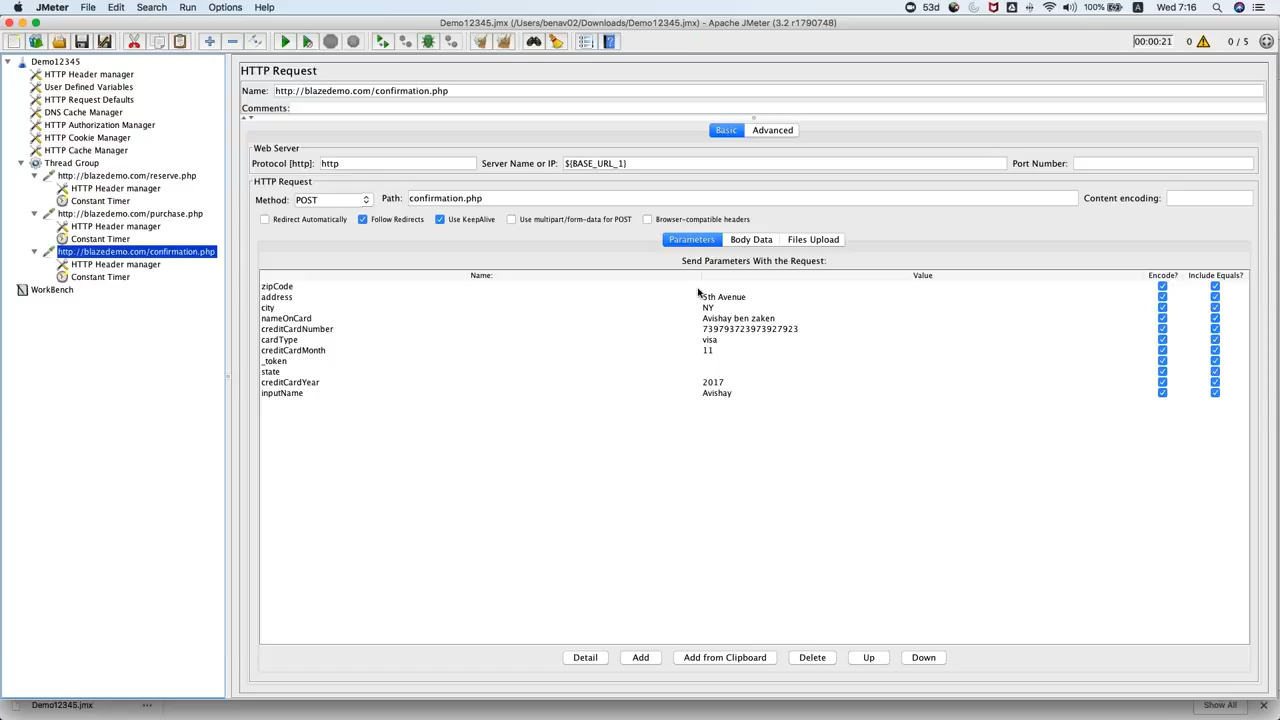 JMeter File Edit Search Run Options Help 53d 100% A Wed 7:16
Demo12345.jmx (/Users/benav02/Downloads/Demo12345.jmx) - Apache JMeter (3.2 r1790748)
00:00:21 0 0 / 5
Demo12345
HTTP Header manager
User Defined Variables
HTTP Request Defaults
DNS Cache Manager
HTTP Authorization Manager
HTTP Cookie Manager
HTTP Cache Manager
Thread Group
http://blazedemo.com/reserve.php
HTTP Header manager
Constant Timer
http://blazedemo.com/purchase.php
HTTP Header manager
Constant Timer
http://blazedemo.com/confirmation.php
HTTP Header manager
Constant Timer
WorkBench
HTTP Request
Name: http://blazedemo.com/confirmation.php
Comments:
Basic Advanced
Web Server
Protocol [http]: http Server Name or IP: ${BASE_URL_1} Port Number:
HTTP Request
Method: POST Path: confirmation.php Content encoding:
Redirect Automatically Follow Redirects Use KeepAlive Use multipart/form-data for POST Browser-compatible headers
Parameters Body Data Files Upload
Send Parameters With the Request:
Name: Value Encode? Include Equals?
zipCode
address 5th Avenue
city NY
nameOnCard Avishay ben zaken
creditCardNumber 739793723973927923
cardType visa
creditCardMonth 11
_token
state
creditCardYear 2017
inputName Avishay
Detail Add Add from Clipboard Delete Up Down
Demo12345.jmx Show All